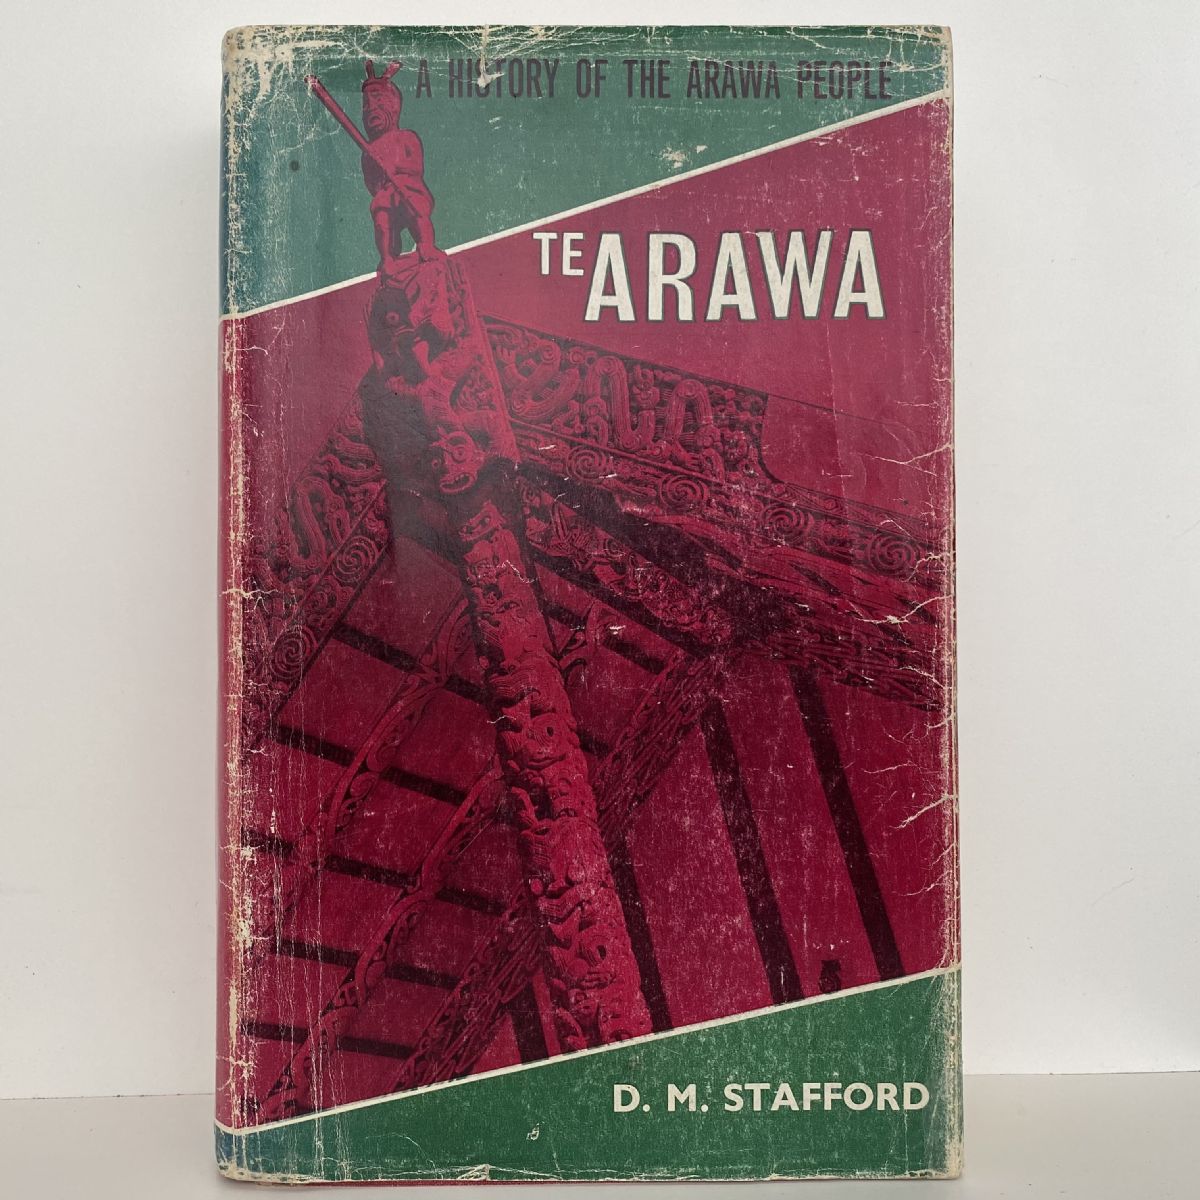 A HISTORY OF THE ARAWA PEOPLE
TE ARAWA
D. M. STAFFORD